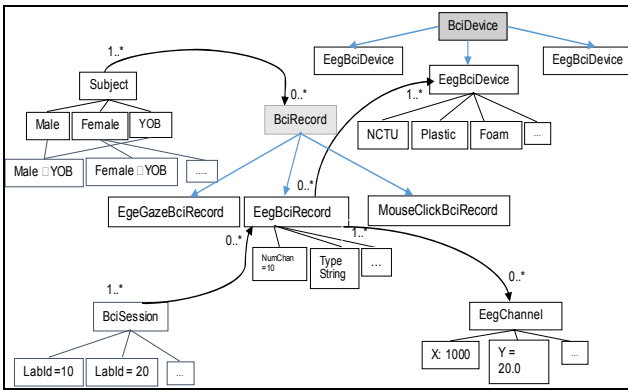 BciDevice
1..*
EegBciDevice
EegBciDevice
EegBciDevice
Subject
0..*
1..*
Male
Female
YOB
BciRecord
NCTU
Plastic
Foam
...
Male □YOB
Female □YOB
.....
0..*
EgeGazeBciRecord
EegBciRecord
MouseClickBciRecord
0..*
1..*
NumChan
=10
Type
String
...
0..*
1..*
BciSession
EegChannel
LabId =10
LabId = 20
...
X: 1000
Y =
20.0
...